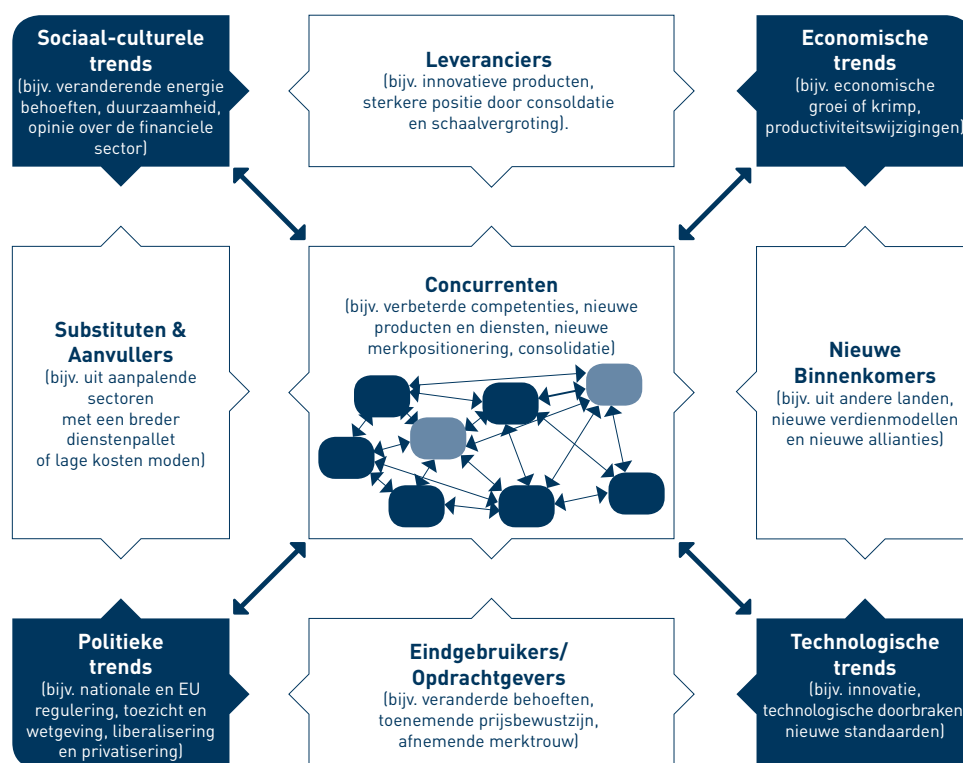 Sociaal-culturele
trends
(bijv. veranderende energie
behoeften, duurzaamheid,
opinie over de financiele
sector)
Leveranciers
(bijv. innovatieve producten,
sterkere positie door consoldatie
en schaalvergroting).
Economische
trends
(bijv. economische
groei of krimp,
productiviteitswijzigingen)
Substituten &
Aanvullers
(bijv. uit aanpalende
sectoren
met een breder
dienstenpallet
of lage kosten moden)
Concurrenten
(bijv. verbeterde competenties, nieuwe
producten en diensten, nieuwe
merkpositionering, consolidatie)
Nieuwe
Binnenkomers
(bijv. uit andere landen,
nieuwe verdienmodellen
en nieuwe allianties)
Politieke
trends
(bijv. nationale en EU
regulering, toezicht en
wetgeving, liberalisering
en privatisering)
Eindgebruikers/
Opdrachtgevers
(bijv. veranderde behoeften,
toenemende prijsbewustzijn,
afnemende merktrouw)
Technologische
trends
(bijv. innovatie,
technologische doorbraken
nieuwe standaarden)